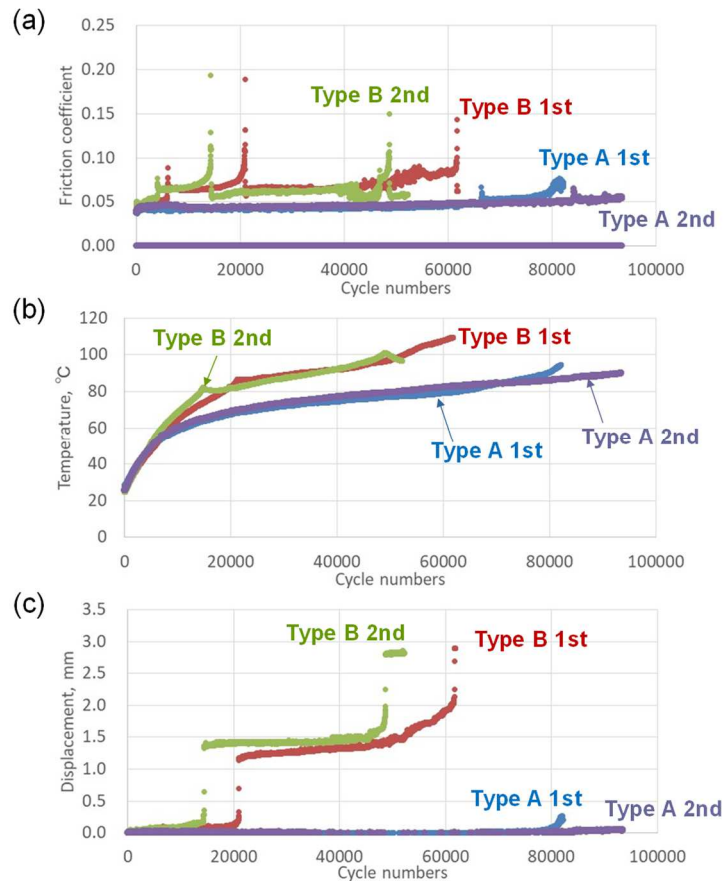 (a)
0.25
0.20
0.15
0.10
0.05
0.00
Friction coefficient
Type B 2nd
Type B 1st
Type A 1st
Type A 2nd
0 20000 40000 60000 80000 100000
Cycle numbers
(b)
120
100
80
60
40
20
0
Temperature, ℃
Type B 2nd
Type B 1st
Type A 1st
Type A 2nd
0 20000 40000 60000 80000 100000
Cycle numbers
(c)
3.5
3.0
2.5
2.0
1.5
1.0
0.5
0.0
Displacement, mm
Type B 2nd
Type B 1st
Type A 1st
Type A 2nd
0 20000 40000 60000 80000 100000
Cycle numbers